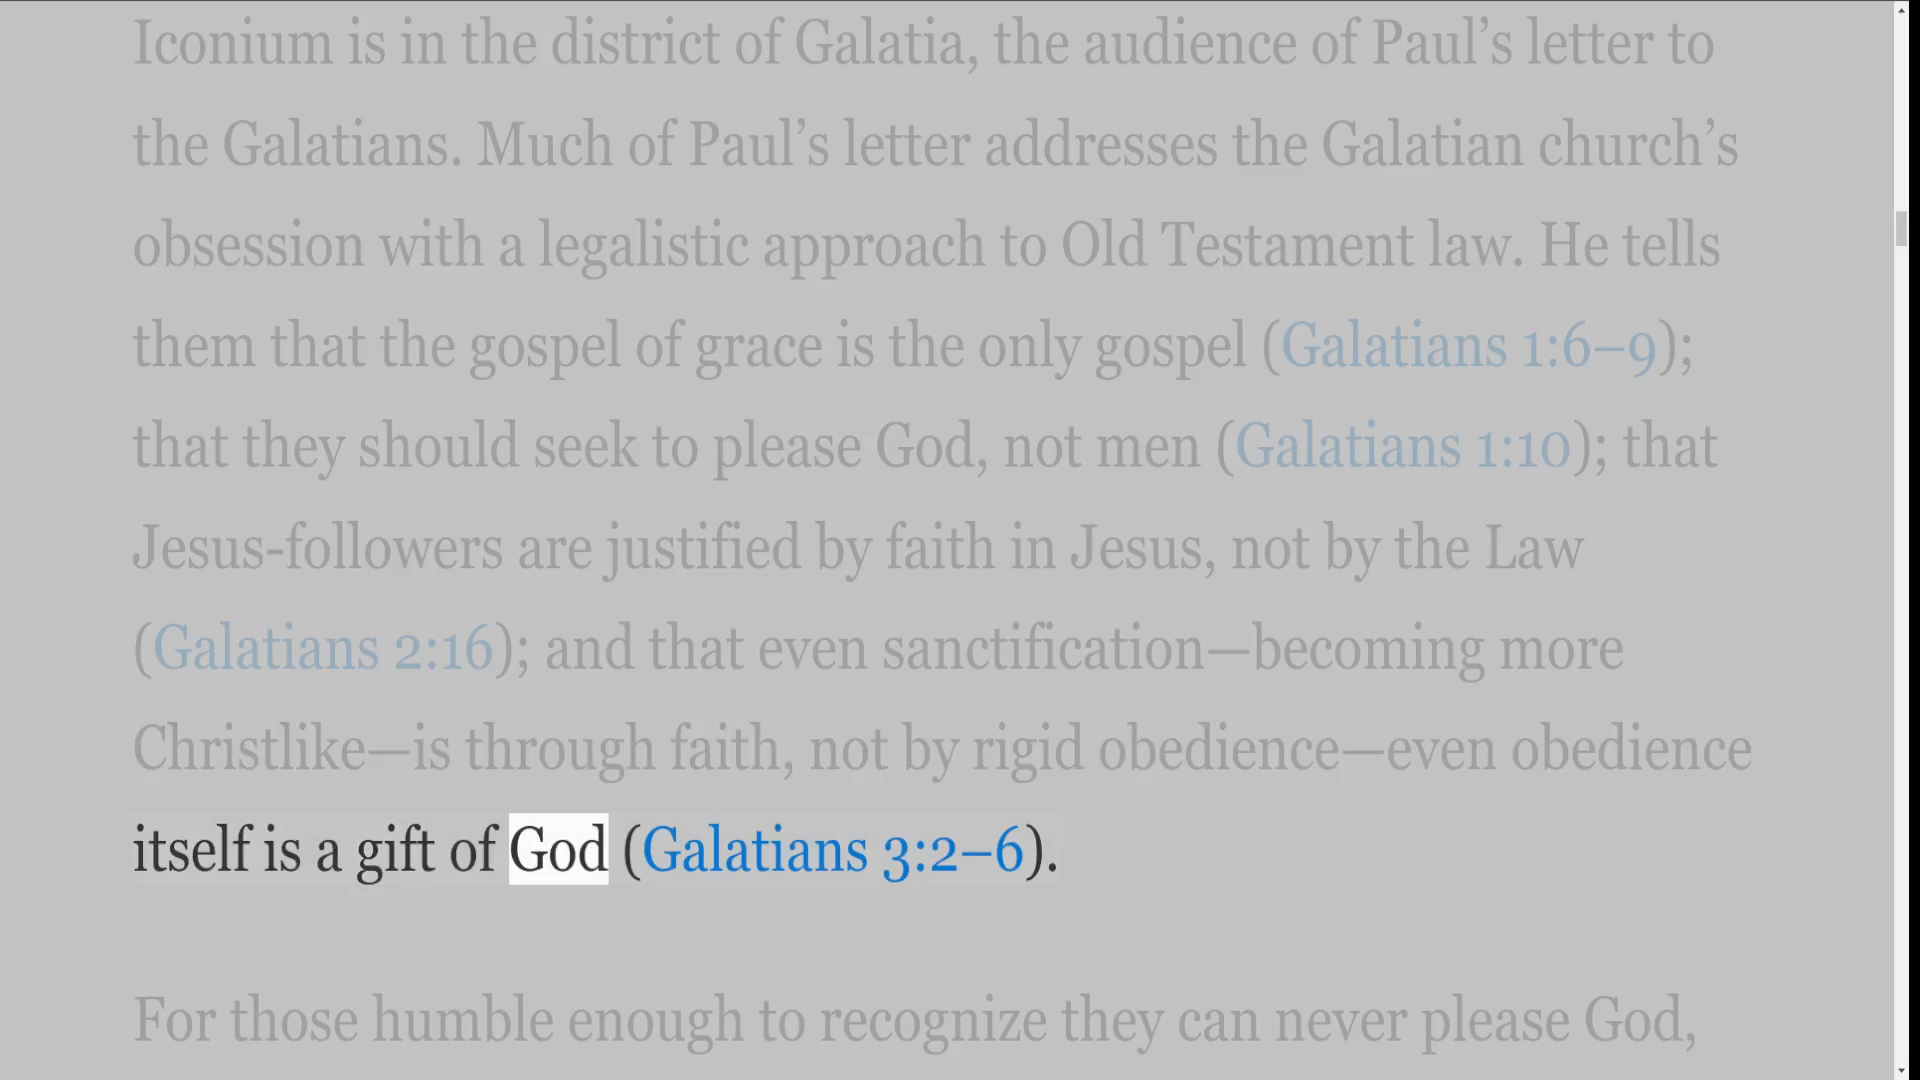 Iconium is in the district of Galatia, the audience of Paul’s letter to
the Galatians. Much of Paul’s letter addresses the Galatian church’s
obsession with a legalistic approach to Old Testament law. He tells
them that the gospel of grace is the only gospel (Galatians 1:6–9);
that they should seek to please God, not men (Galatians 1:10); that
Jesus-followers are justified by faith in Jesus, not by the Law
(Galatians 2:16); and that even sanctification—becoming more
Christlike—is through faith, not by rigid obedience—even obedience
itself is a gift of God (Galatians 3:2–6).
For those humble enough to recognize they can never please God,